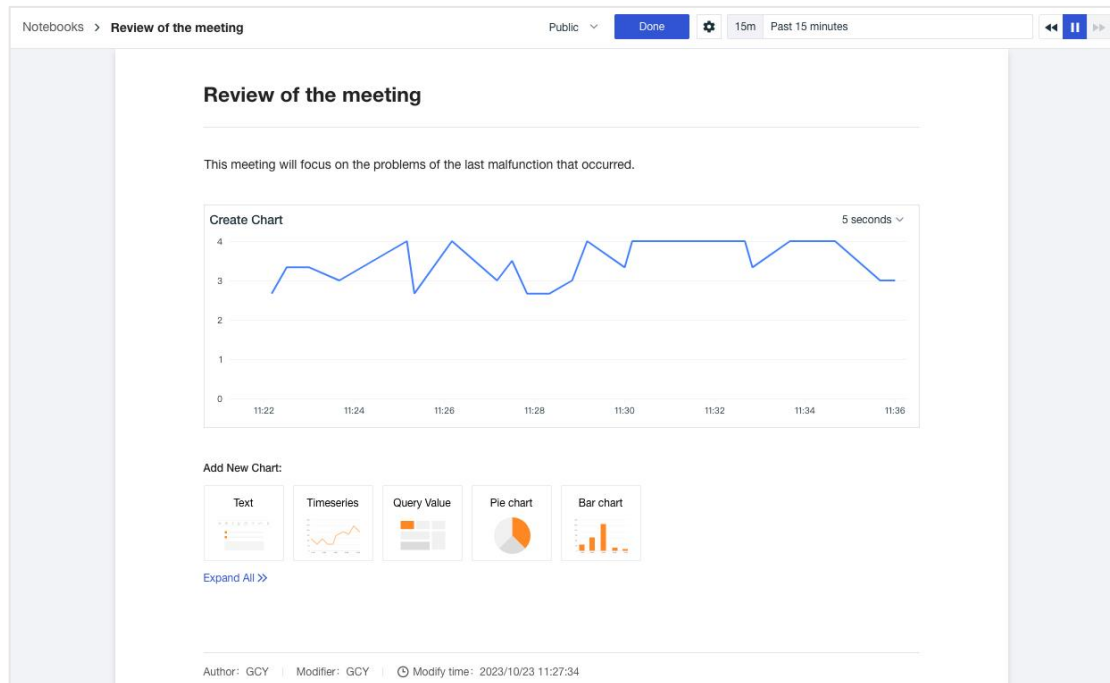 Notebooks > Review of the meeting Public Done 15m Past 15 minutes
Review of the meeting
This meeting will focus on the problems of the last malfunction that occurred.
Create Chart 5 seconds
4
3
2
1
0
11:22 11:24 11:26 11:28 11:30 11:32 11:34 11:36
Add New Chart:
Text Timeseries Query Value Pie chart Bar chart
Expand All
Author: GCY Modifier: GCY Modify time: 2023/10/23 11:27:34